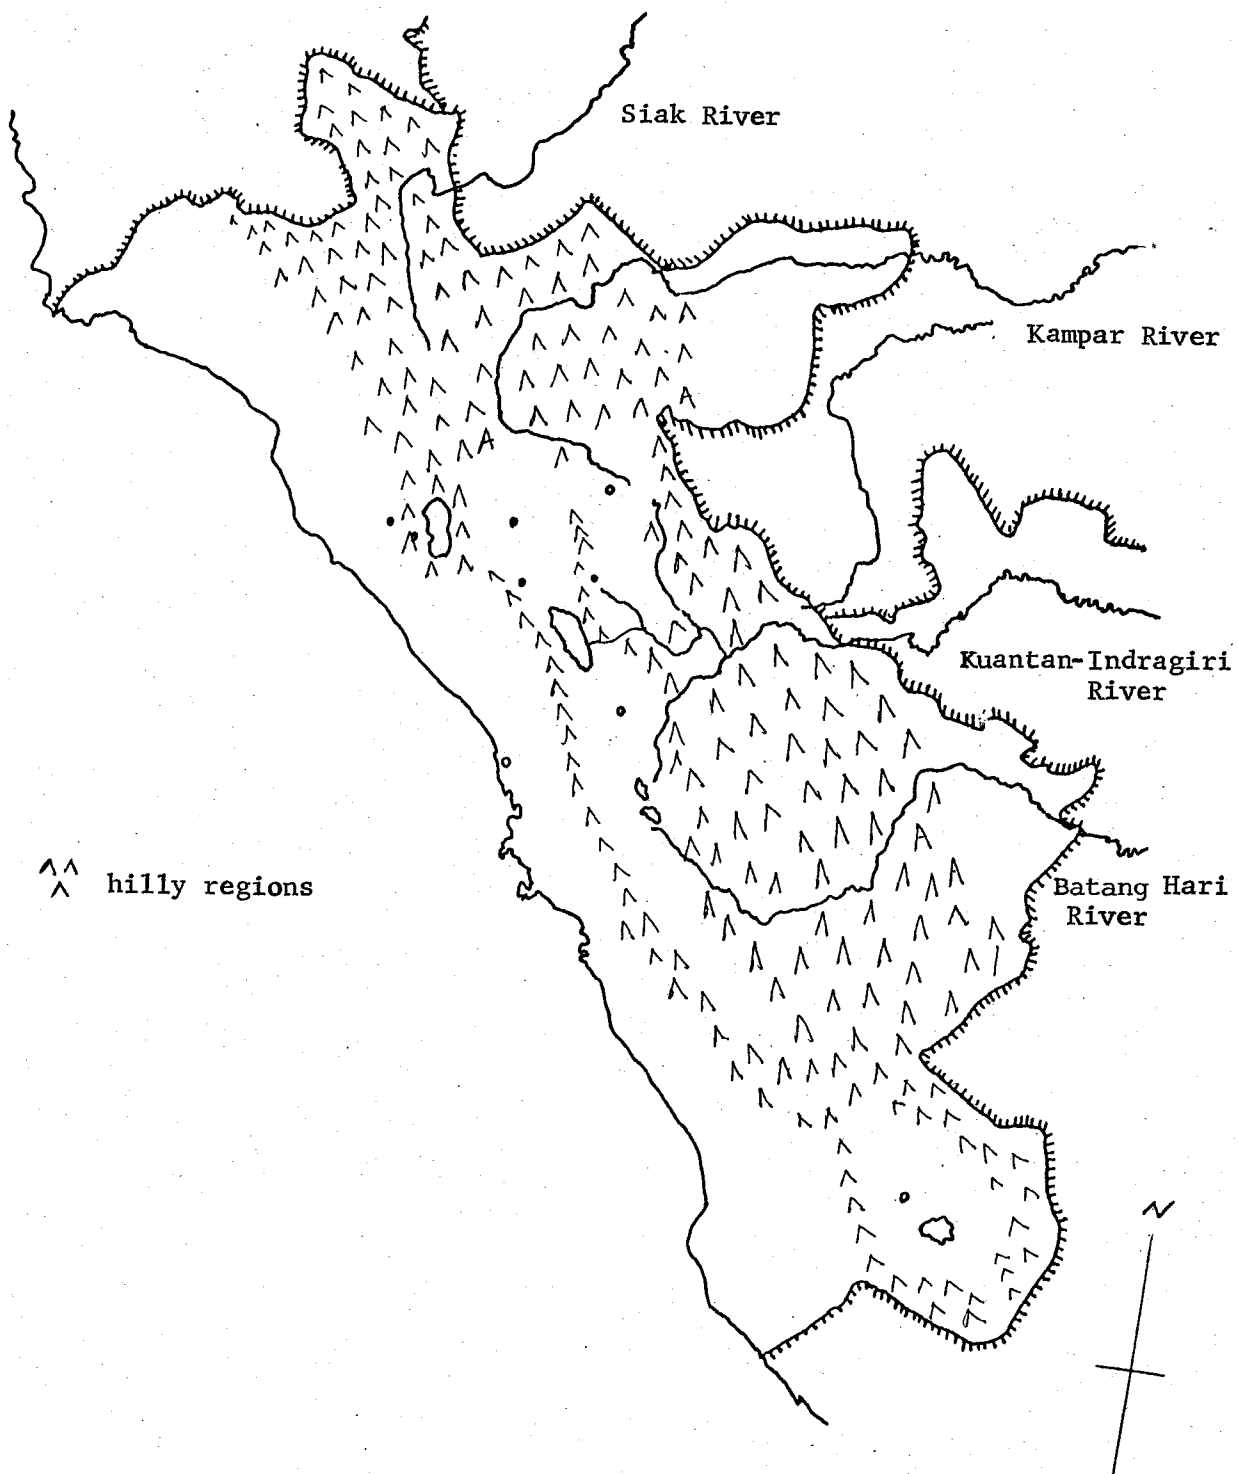 Siak River
Kampar River
Kuantan-Indragiri
River
hilly regions
Batang Hari
River
N